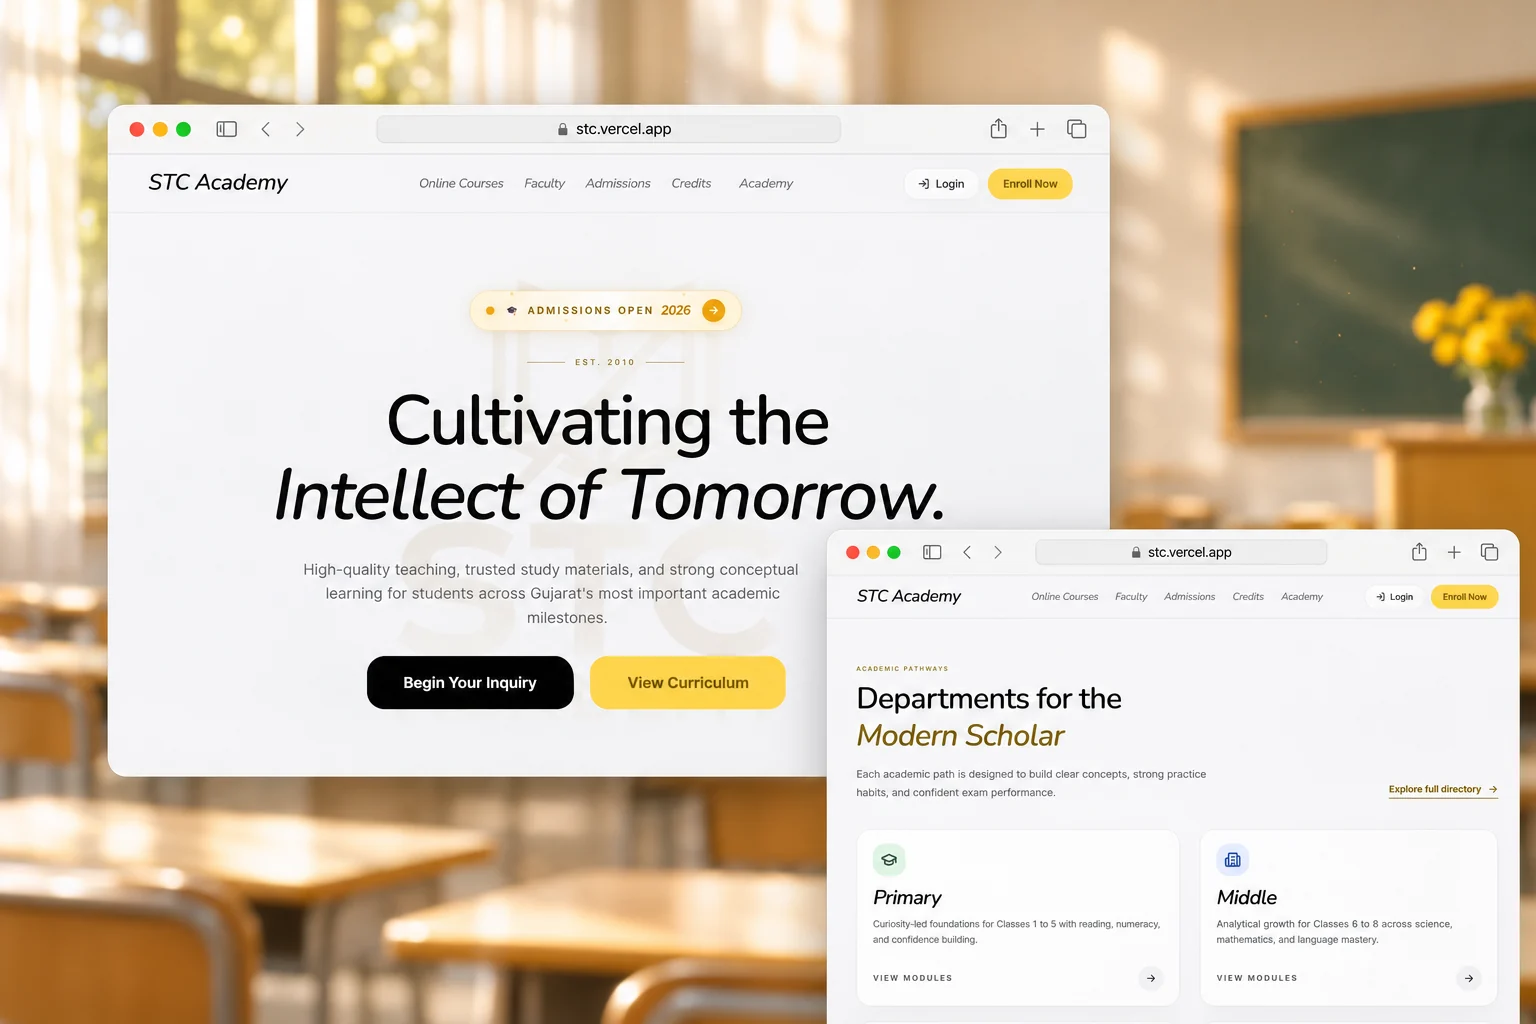 stc.vercel.app
STC Academy
Online Courses Faculty Admissions Credits Academy
Login
Enroll Now
ADMISSIONS OPEN 2026
EST. 2010
Cultivating the
Intellect of Tomorrow.
STC
High-quality teaching, trusted study materials, and strong conceptual
learning for students across Gujarat's most important academic
milestones.
Begin Your Inquiry
View Curriculum
stc.vercel.app
STC Academy
Online Courses Faculty Admissions Credits Academy
Login
Enroll Now
ACADEMIC PATHWAYS
Departments for the
Modern Scholar
Each academic path is designed to build clear concepts, strong practice
habits, and confident exam performance.
Explore full directory
Primary
Curiosity-led foundations for Classes 1 to 5 with reading, numeracy,
and confidence building.
VIEW MODULES
Middle
Analytical growth for Classes 6 to 8 across science,
mathematics, and language mastery.
VIEW MODULES